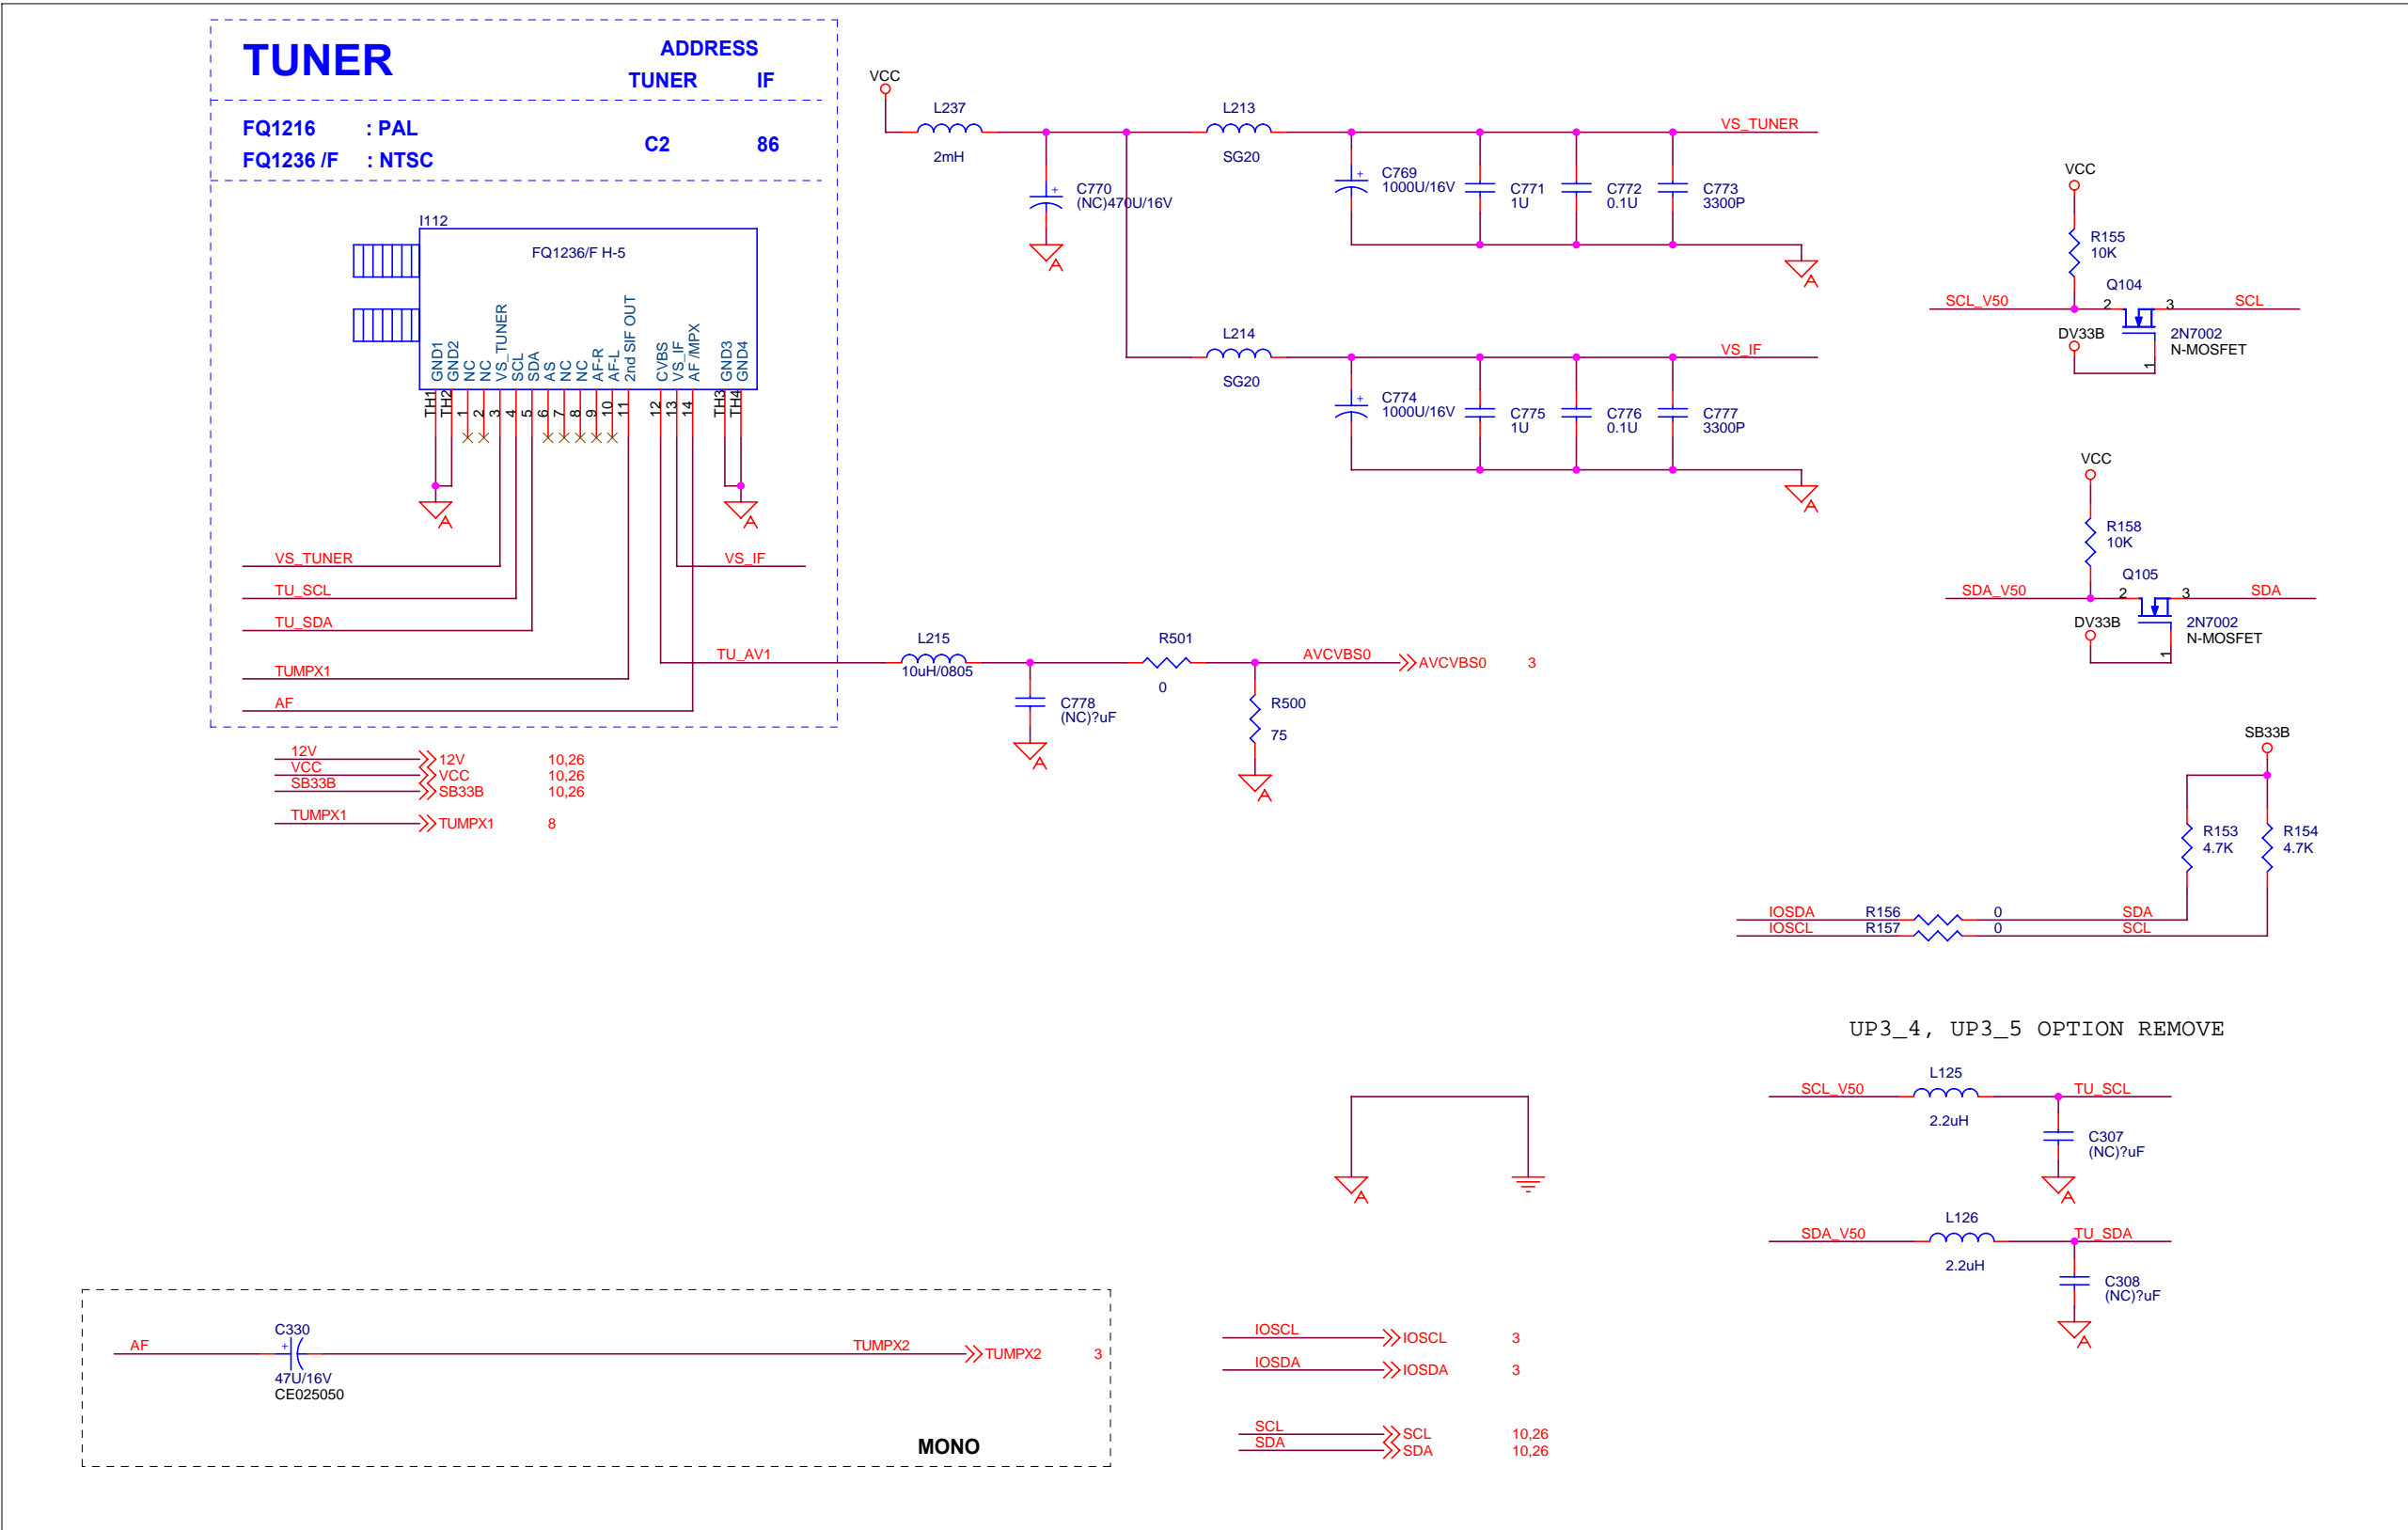 TUNER
ADDRESS
TUNER IF
FQ1216 : PAL
FQ1236 /F : NTSC
C2 86
I112
FQ1236/F H-5
GND1
GND2
NC
NC
VS_TUNER
SCL
SDA
AS
NC
NC
AF-R
AF-L
2nd SIF OUT
CVBS
VS_IF
AF /MPX
GND3
GND4
TH1
TH2
1
2
3
4
5
6
7
8
9
10
11
12
13
14
TH3
TH4
A
A
VS_TUNER
VS_IF
TU_SCL
TU_SDA
TUMPX1
AF
TU_AV1
12V 12V 10,26
VCC VCC 10,26
SB33B SB33B 10,26
TUMPX1 TUMPX1 8
VCC
L237
2mH
C770
(NC)470U/16V
A
L213
SG20
VS_TUNER
C769
1000U/16V
C771
1U
C772
0.1U
C773
3300P
A
L214
SG20
VS_IF
C774
1000U/16V
C775
1U
C776
0.1U
C777
3300P
A
L215
10uH/0805
C778
(NC)?uF
A
R501
0
AVCVBS0 AVCVBS0 3
R500
75
A
VCC
R155
10K
Q104
SCL_V50 2 3 SCL
DV33B
1
2N7002
N-MOSFET
VCC
R158
10K
Q105
SDA_V50 2 3 SDA
DV33B
1
2N7002
N-MOSFET
SB33B
R153
4.7K
R154
4.7K
IOSDA R156 0 SDA
IOSCL R157 0 SCL
UP3_4, UP3_5 OPTION REMOVE
L125
SCL_V50 TU_SCL
2.2uH
C307
(NC)?uF
A
L126
SDA_V50 TU_SDA
2.2uH
C308
(NC)?uF
A
A
AF
C330
47U/16V
CE025050
TUMPX2 TUMPX2 3
MONO
IOSCL IOSCL 3
IOSDA IOSDA 3
SCL SCL 10,26
SDA SDA 10,26